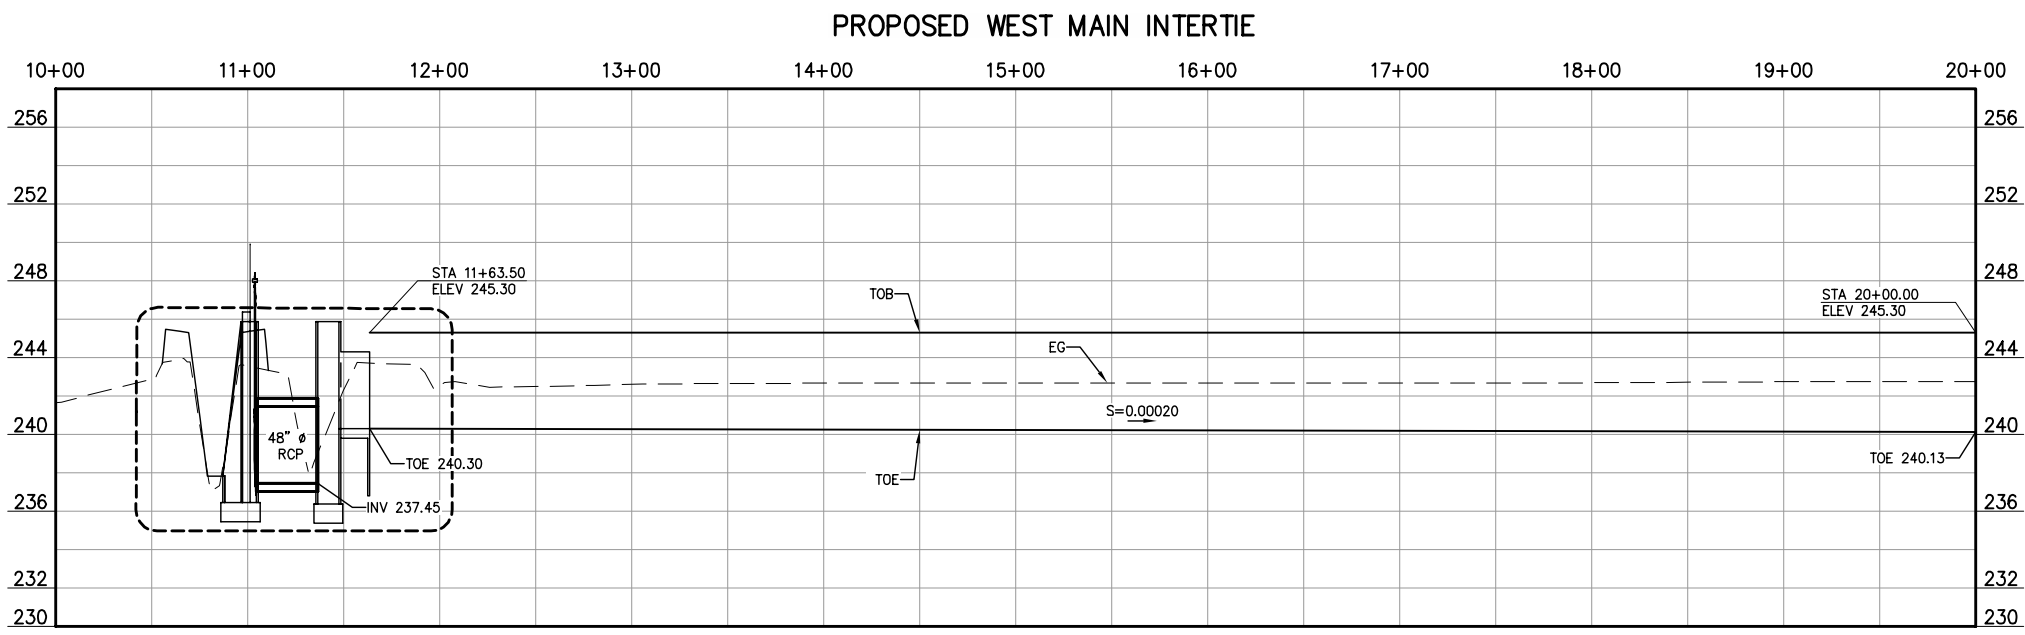 PROPOSED WEST MAIN INTERTIE
10+00 11+00 12+00 13+00 14+00 15+00 16+00 17+00 18+00 19+00 20+00
256 256
252 252
248 STA 11+63.50 248
ELEV 245.30
TOB
STA 20+00.00
ELEV 245.30
244 EG 244
S=0.00020
240 240
48" ø
RCP
TOE 240.30
TOE 240.13
TOE
INV 237.45
236 236
232 232
230 230